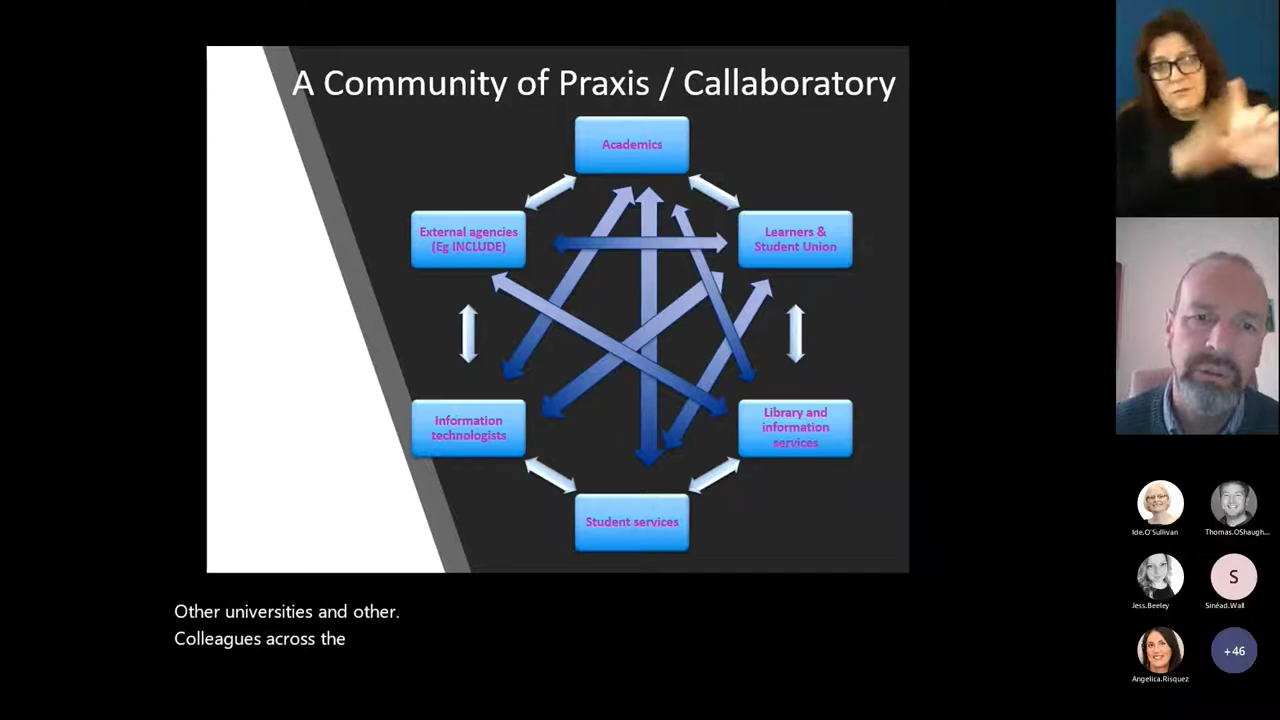 A Community of Praxis / Callaboratory
Academics
External agencies
(Eg INCLUDE)
Learners &
Student Union
Information
technologists
Library and
information
services
Student services
Other universities and other.
Colleagues across the
Ide.O'Sullivan
Thomas.OShaugh...
S
Jess.Beeley
Sinéad.Wall
+46
Angelica.Risquez